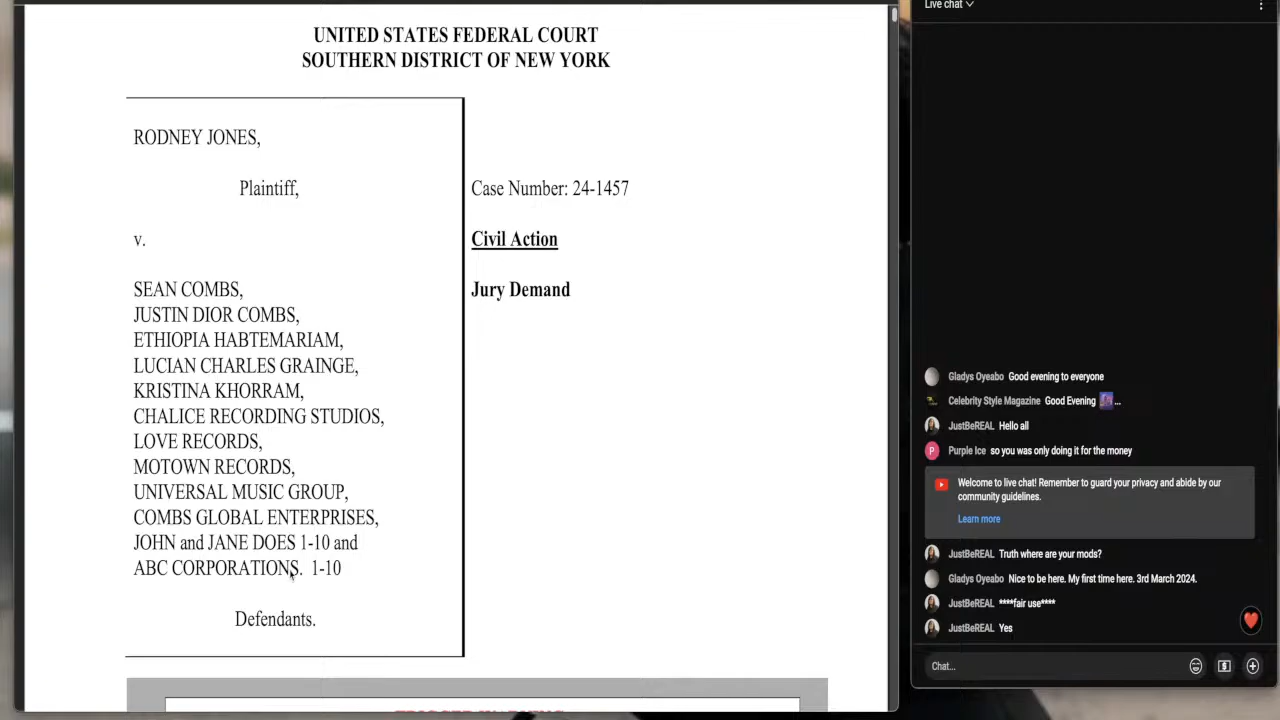 UNITED STATES FEDERAL COURT
SOUTHERN DISTRICT OF NEW YORK
RODNEY JONES,
Plaintiff,
v.
SEAN COMBS,
JUSTIN DIOR COMBS,
ETHIOPIA HABTEMARIAM,
LUCIAN CHARLES GRAINGE,
KRISTINA KHORRAM,
CHALICE RECORDING STUDIOS,
LOVE RECORDS,
MOTOWN RECORDS,
UNIVERSAL MUSIC GROUP,
COMBS GLOBAL ENTERPRISES,
JOHN and JANE DOES 1-10 and
ABC CORPORATIONS. 1-10
Defendants.
Case Number: 24-1457
Civil Action
Jury Demand
Live chat
Gladys Oyeabo Good evening to everyone
Celebrity Style Magazine Good Evening ...
JustBeREAL Hello all
P Purple Ice so you was only doing it for the money
Welcome to live chat! Remember to guard your privacy and abide by our
community guidelines.
Learn more
JustBeREAL Truth where are your mods?
Gladys Oyeabo Nice to be here. My first time here. 3rd March 2024.
JustBeREAL ****fair use****
JustBeREAL Yes
Chat...